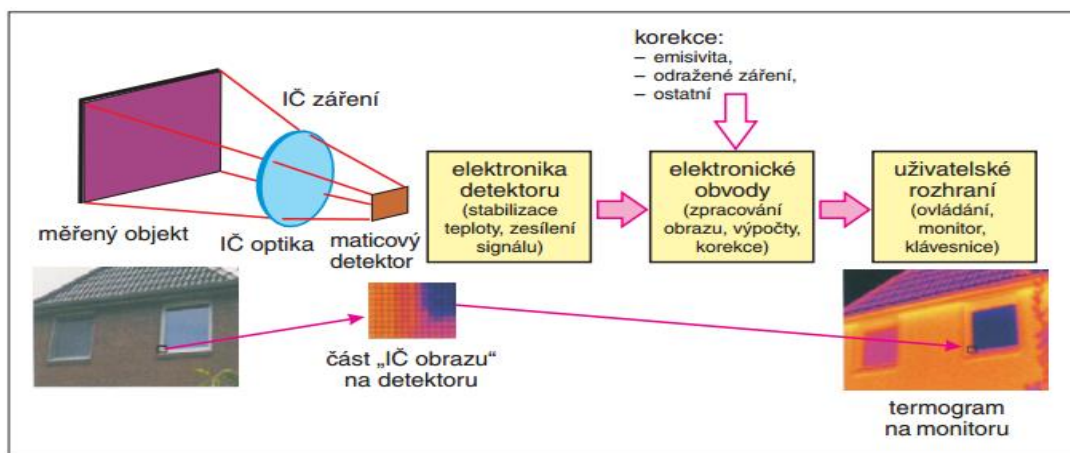 korekce:
– emisivita,
– odražené záření,
– ostatní
IČ záření
měřený objekt
IČ optika
maticový
detektor
elektronika
detektoru
(stabilizace
teploty, zesílení
signálu)
elektronické
obvody
(zpracování
obrazu, výpočty,
korekce)
uživatelské
rozhraní
(ovládání,
monitor,
klávesnice)
část „IČ obrazu“
na detektoru
termogram
na monitoru